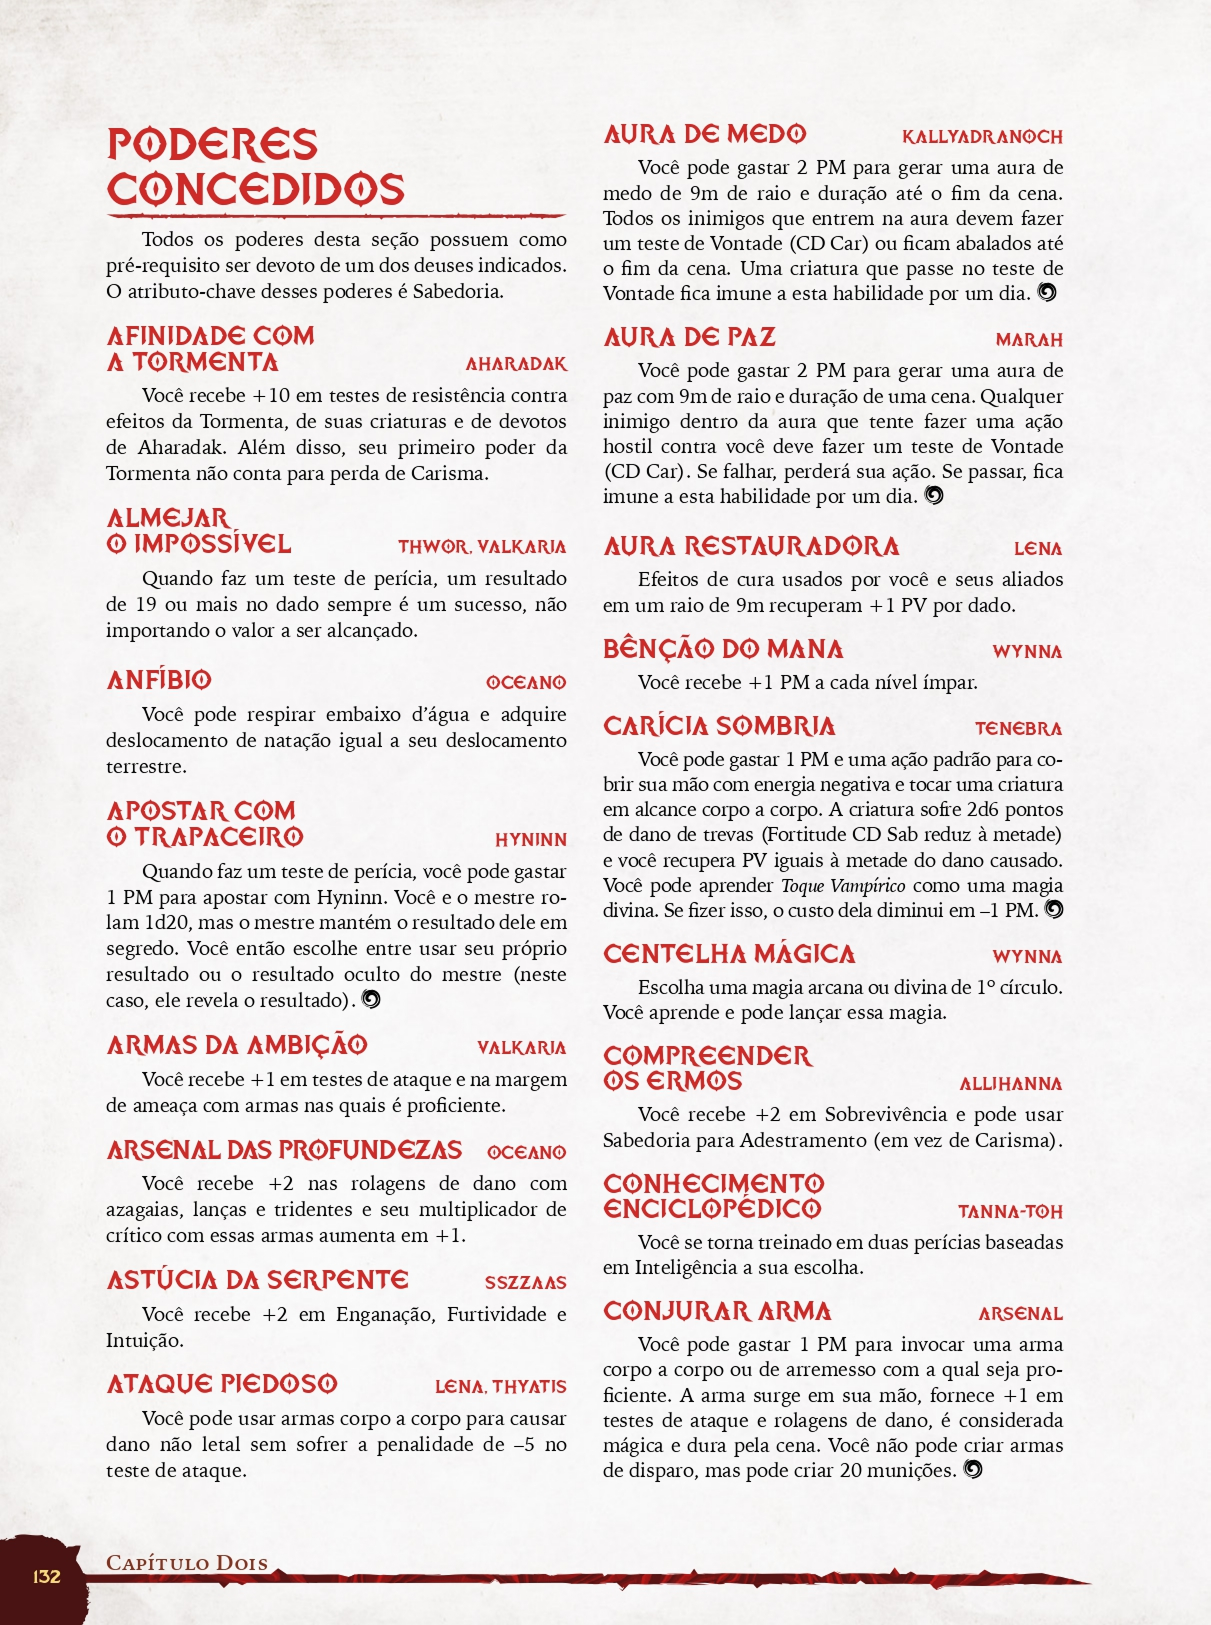 PODERES
CONCEDIDOS
Todos os poderes desta seção possuem como
pré-requisito ser devoto de um dos deuses indicados.
O atributo-chave desses poderes é Sabedoria.
AFINIDADE COM
A TORMENTA AHARADAK
Você recebe +10 em testes de resistência contra
efeitos da Tormenta, de suas criaturas e de devotos
de Aharadak. Além disso, seu primeiro poder da
Tormenta não conta para perda de Carisma.
ALMEJAR
O IMPOSSÍVEL THWOR, VALKARIA
Quando faz um teste de perícia, um resultado
de 19 ou mais no dado sempre é um sucesso, não
importando o valor a ser alcançado.
ANFÍBIO OCEANO
Você pode respirar embaixo d’água e adquire
deslocamento de natação igual a seu deslocamento
terrestre.
APOSTAR COM
O TRAPACEIRO HYNINN
Quando faz um teste de perícia, você pode gastar
1 PM para apostar com Hyninn. Você e o mestre ro-
lam 1d20, mas o mestre mantém o resultado dele em
segredo. Você então escolhe entre usar seu próprio
resultado ou o resultado oculto do mestre (neste
caso, ele revela o resultado).
ARMAS DA AMBIÇÃO VALKARIA
Você recebe +1 em testes de ataque e na margem
de ameaça com armas nas quais é proficiente.
ARSENAL DAS PROFUNDEZAS OCEANO
Você recebe +2 nas rolagens de dano com
azagaias, lanças e tridentes e seu multiplicador de
crítico com essas armas aumenta em +1.
ASTÚCIA DA SERPENTE SSZZAAS
Você recebe +2 em Enganação, Furtividade e
Intuição.
ATAQUE PIEDOSO LENA, THYATIS
Você pode usar armas corpo a corpo para causar
dano não letal sem sofrer a penalidade de –5 no
teste de ataque.
AURA DE MEDO KALLYADRANOCH
Você pode gastar 2 PM para gerar uma aura de
medo de 9m de raio e duração até o fim da cena.
Todos os inimigos que entrem na aura devem fazer
um teste de Vontade (CD Car) ou ficam abalados até
o fim da cena. Uma criatura que passe no teste de
Vontade fica imune a esta habilidade por um dia.
AURA DE PAZ MARAH
Você pode gastar 2 PM para gerar uma aura de
paz com 9m de raio e duração de uma cena. Qualquer
inimigo dentro da aura que tente fazer uma ação
hostil contra você deve fazer um teste de Vontade
(CD Car). Se falhar, perderá sua ação. Se passar, fica
imune a esta habilidade por um dia.
AURA RESTAURADORA LENA
Efeitos de cura usados por você e seus aliados
em um raio de 9m recuperam +1 PV por dado.
BÊNÇÃO DO MANA WYNNA
Você recebe +1 PM a cada nível ímpar.
CARÍCIA SOMBRIA TENEBRA
Você pode gastar 1 PM e uma ação padrão para co-
brir sua mão com energia negativa e tocar uma criatura
em alcance corpo a corpo. A criatura sofre 2d6 pontos
de dano de trevas (Fortitude CD Sab reduz à metade)
e você recupera PV iguais à metade do dano causado.
Você pode aprender Toque Vampírico como uma magia
divina. Se fizer isso, o custo dela diminui em –1 PM.
CENTELHA MÁGICA WYNNA
Escolha uma magia arcana ou divina de 1º círculo.
Você aprende e pode lançar essa magia.
COMPREENDER
OS ERMOS ALLIHANNA
Você recebe +2 em Sobrevivência e pode usar
Sabedoria para Adestramento (em vez de Carisma).
CONHECIMENTO
ENCICLOPÉDICO TANNA-TOH
Você se torna treinado em duas perícias baseadas
em Inteligência a sua escolha.
CONJURAR ARMA ARSENAL
Você pode gastar 1 PM para invocar uma arma
corpo a corpo ou de arremesso com a qual seja pro-
ficiente. A arma surge em sua mão, fornece +1 em
testes de ataque e rolagens de dano, é considerada
mágica e dura pela cena. Você não pode criar armas
de disparo, mas pode criar 20 munições.
132 Capítulo Dois